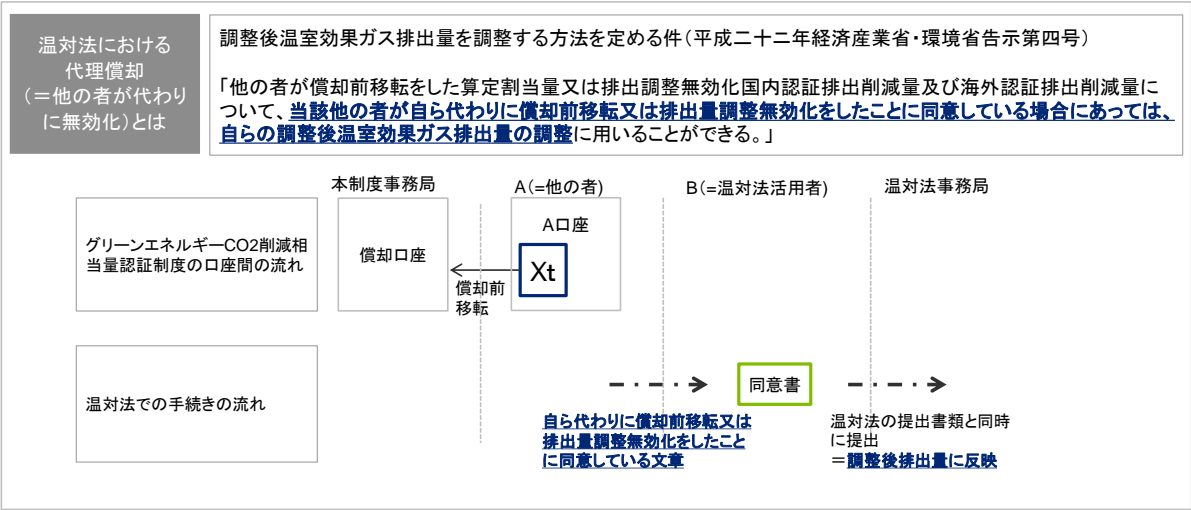 温対法における
代理償却
（＝他の者が代わり
に無効化）とは
調整後温室効果ガス排出量を調整する方法を定める件（平成二十二年経済産業省・環境省告示第四号）
「他の者が償却前移転をした算定割当量又は排出調整無効化国内認証排出削減量及び海外認証排出削減量に
ついて、当該他の者が自ら代わりに償却前移転又は排出量調整無効化をしたことに同意している場合にあっては、
自らの調整後温室効果ガス排出量の調整に用いることができる。」
本制度事務局
A（=他の者)
B（=温対法活用者）
温対法事務局
グリーンエネルギーCO2削減相
当量認証制度の口座間の流れ
償却口座
A口座
Xt
償却前
移転
温対法での手続きの流れ
同意書
自ら代わりに償却前移転又は
排出量調整無効化をしたこと
に同意している文章
温対法の提出書類と同時
に提出
＝調整後排出量に反映